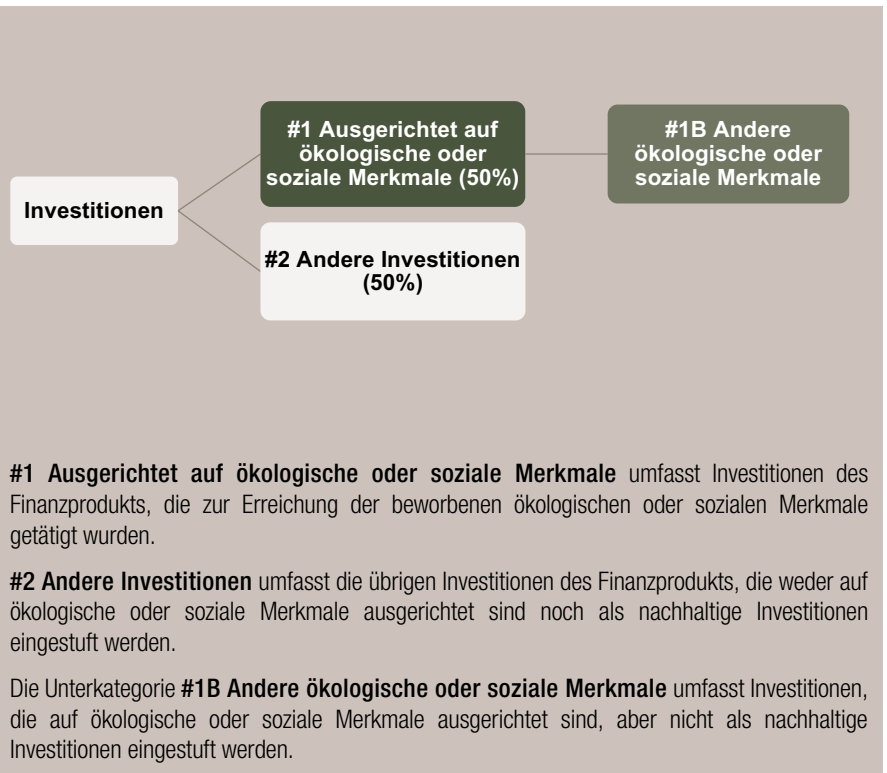 #1 Ausgerichtet auf
ökologische oder
soziale Merkmale (50%)
#1B Andere
ökologische oder
soziale Merkmale
Investitionen
#2 Andere Investitionen
(50%)
#1 Ausgerichtet auf ökologische oder soziale Merkmale umfasst Investitionen des
Finanzprodukts, die zur Erreichung der beworbenen ökologischen oder sozialen Merkmale
getätigt wurden.
#2 Andere Investitionen umfasst die übrigen Investitionen des Finanzprodukts, die weder auf
ökologische oder soziale Merkmale ausgerichtet sind noch als nachhaltige Investitionen
eingestuft werden.
Die Unterkategorie #1B Andere ökologische oder soziale Merkmale umfasst Investitionen,
die auf ökologische oder soziale Merkmale ausgerichtet sind, aber nicht als nachhaltige
Investitionen eingestuft werden.